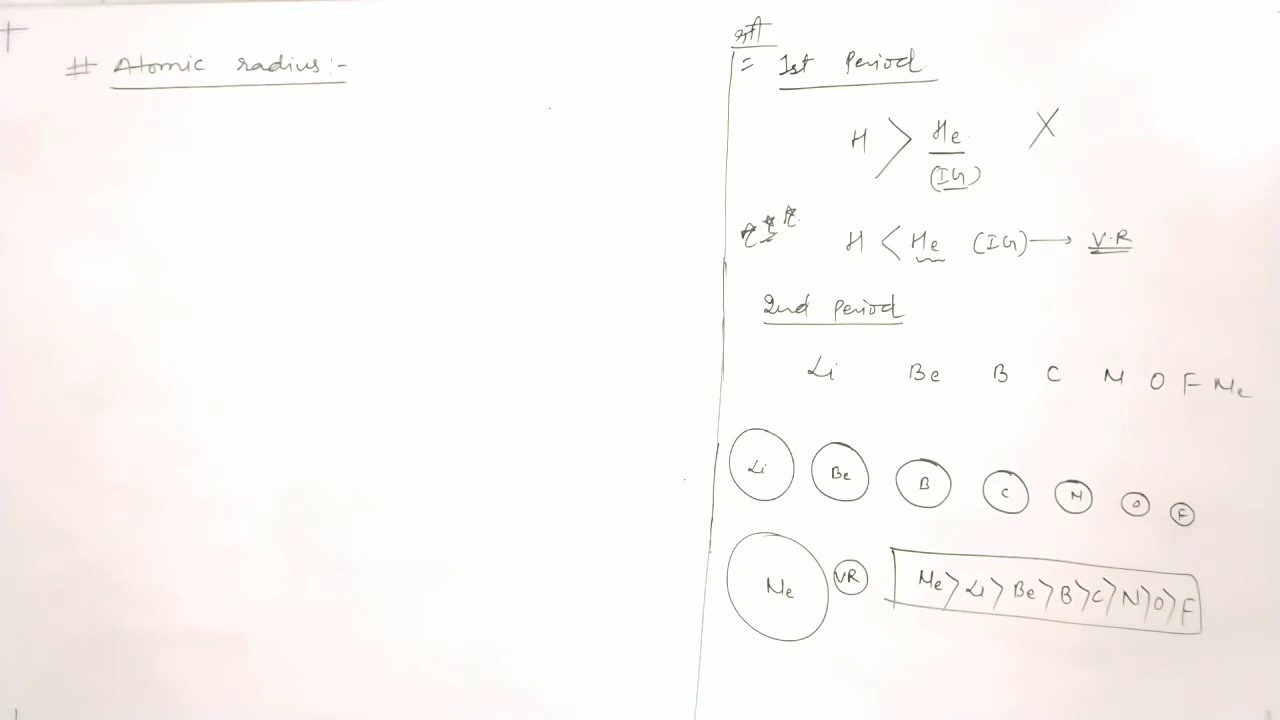 # Atomic radius:-
= 1st Period
H > He X
(IG)
H < He (IG) → V.R
2nd Period
Li Be B C N O F Ne
Li Be B C N O F
Ne VR Ne > Li > Be > B > C > N > O > F